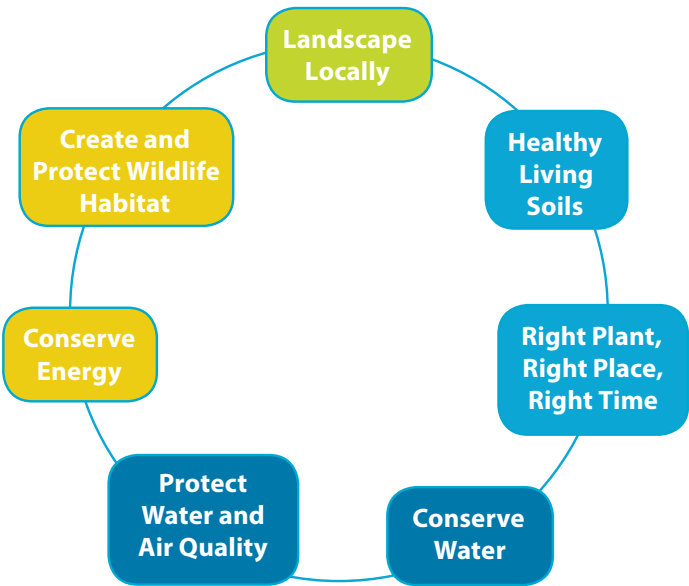 Landscape
Locally
Healthy
Living
Soils
Right Plant,
Right Place,
Right Time
Conserve
Water
Protect
Water and
Air Quality
Conserve
Energy
Create and
Protect Wildlife
Habitat